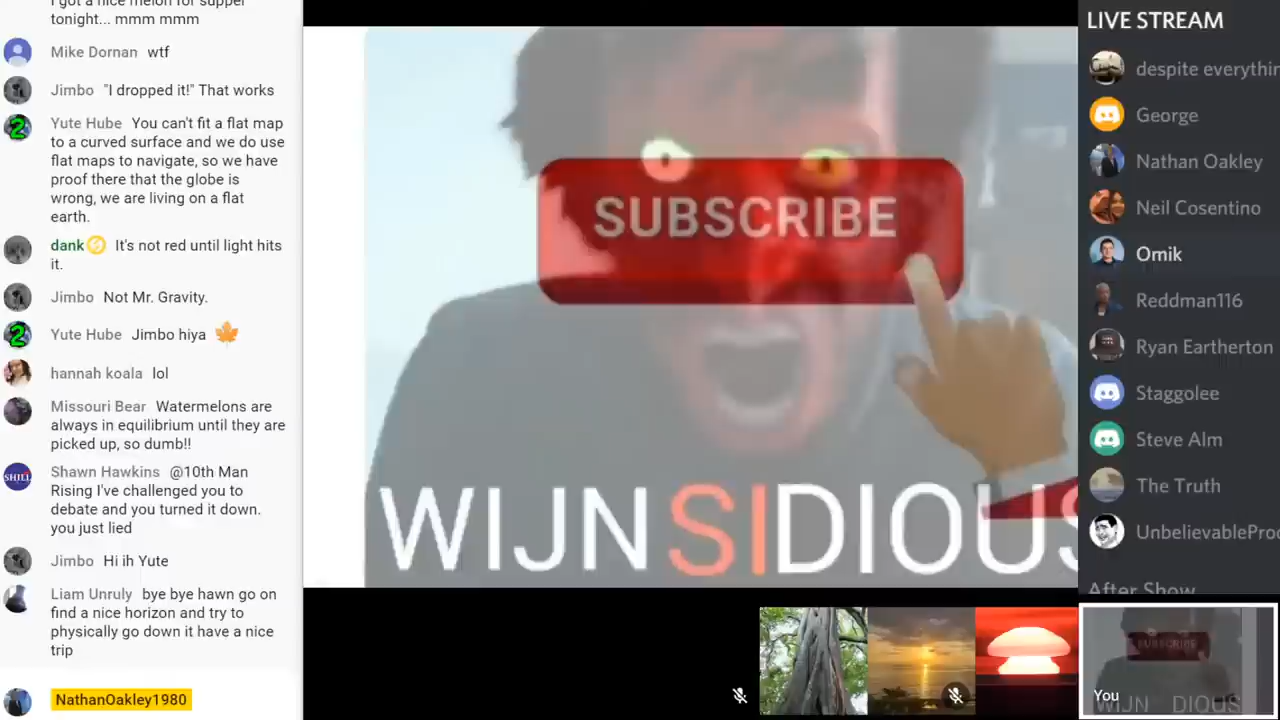 I got a nice melon for supper
tonight... mmm mmm
Mike Dornan wtf
Jimbo "I dropped it!" That works
Yute Hube You can't fit a flat map
to a curved surface and we do use
flat maps to navigate, so we have
proof there that the globe is
wrong, we are living on a flat
earth.
dank It's not red until light hits
it.
Jimbo Not Mr. Gravity.
Yute Hube Jimbo hiya
hannah koala lol
Missouri Bear Watermelons are
always in equilibrium until they are
picked up, so dumb!!
SHILL
Shawn Hawkins @10th Man
Rising I've challenged you to
debate and you turned it down.
you just lied
Jimbo Hi ih Yute
Liam Unruly bye bye hawn go on
find a nice horizon and try to
physically go down it have a nice
trip
NathanOakley1980
SUBSCRIBE
WIJNSIDIOUS
LIVE STREAM
despite everythin
George
Nathan Oakley
Neil Cosentino
Omik
Reddman116
Ryan Eartherton
Staggolee
Steve Alm
The Truth
UnbelievablePro
After Show
SUBSCRIBE
You
WIJN DIOUS